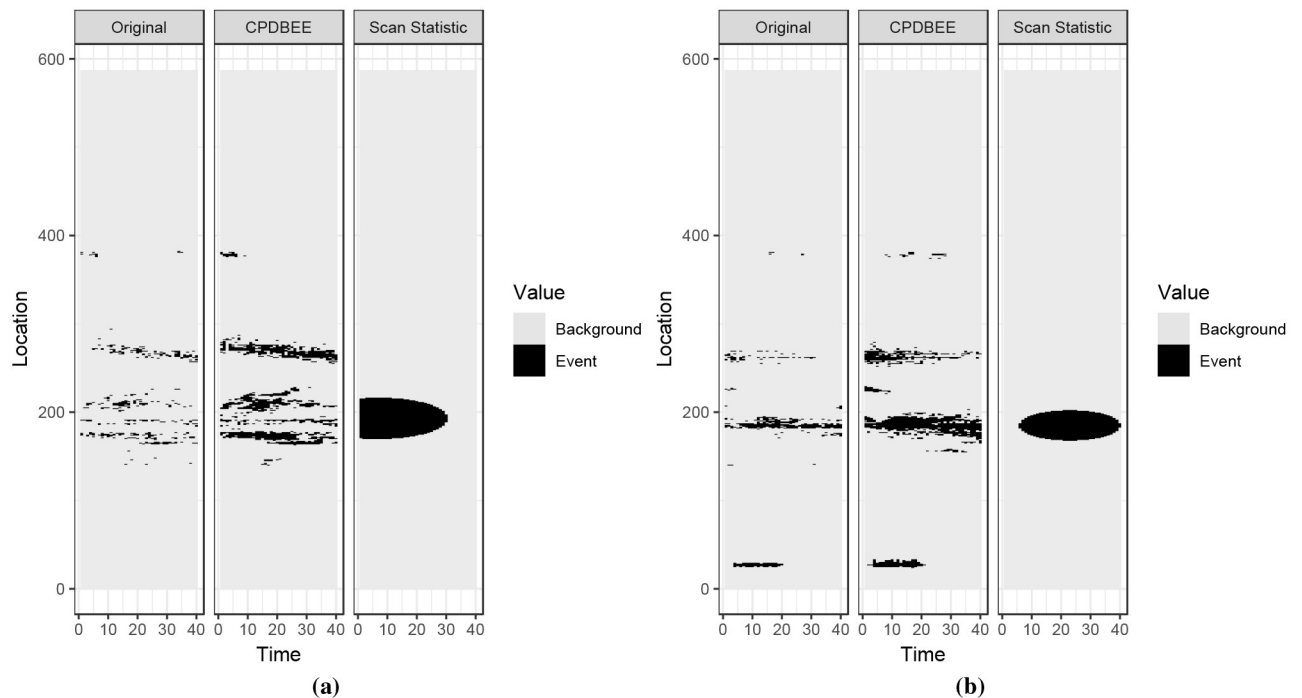 Original CPDBEE Scan Statistic
600
400
200
0
Location
0 10 20 30 40 0 10 20 30 40 0 10 20 30 40
Time
Value
Background
Event
(a)
Original CPDBEE Scan Statistic
600
400
200
0
Location
0 10 20 30 40 0 10 20 30 40 0 10 20 30 40
Time
Value
Background
Event
(b)